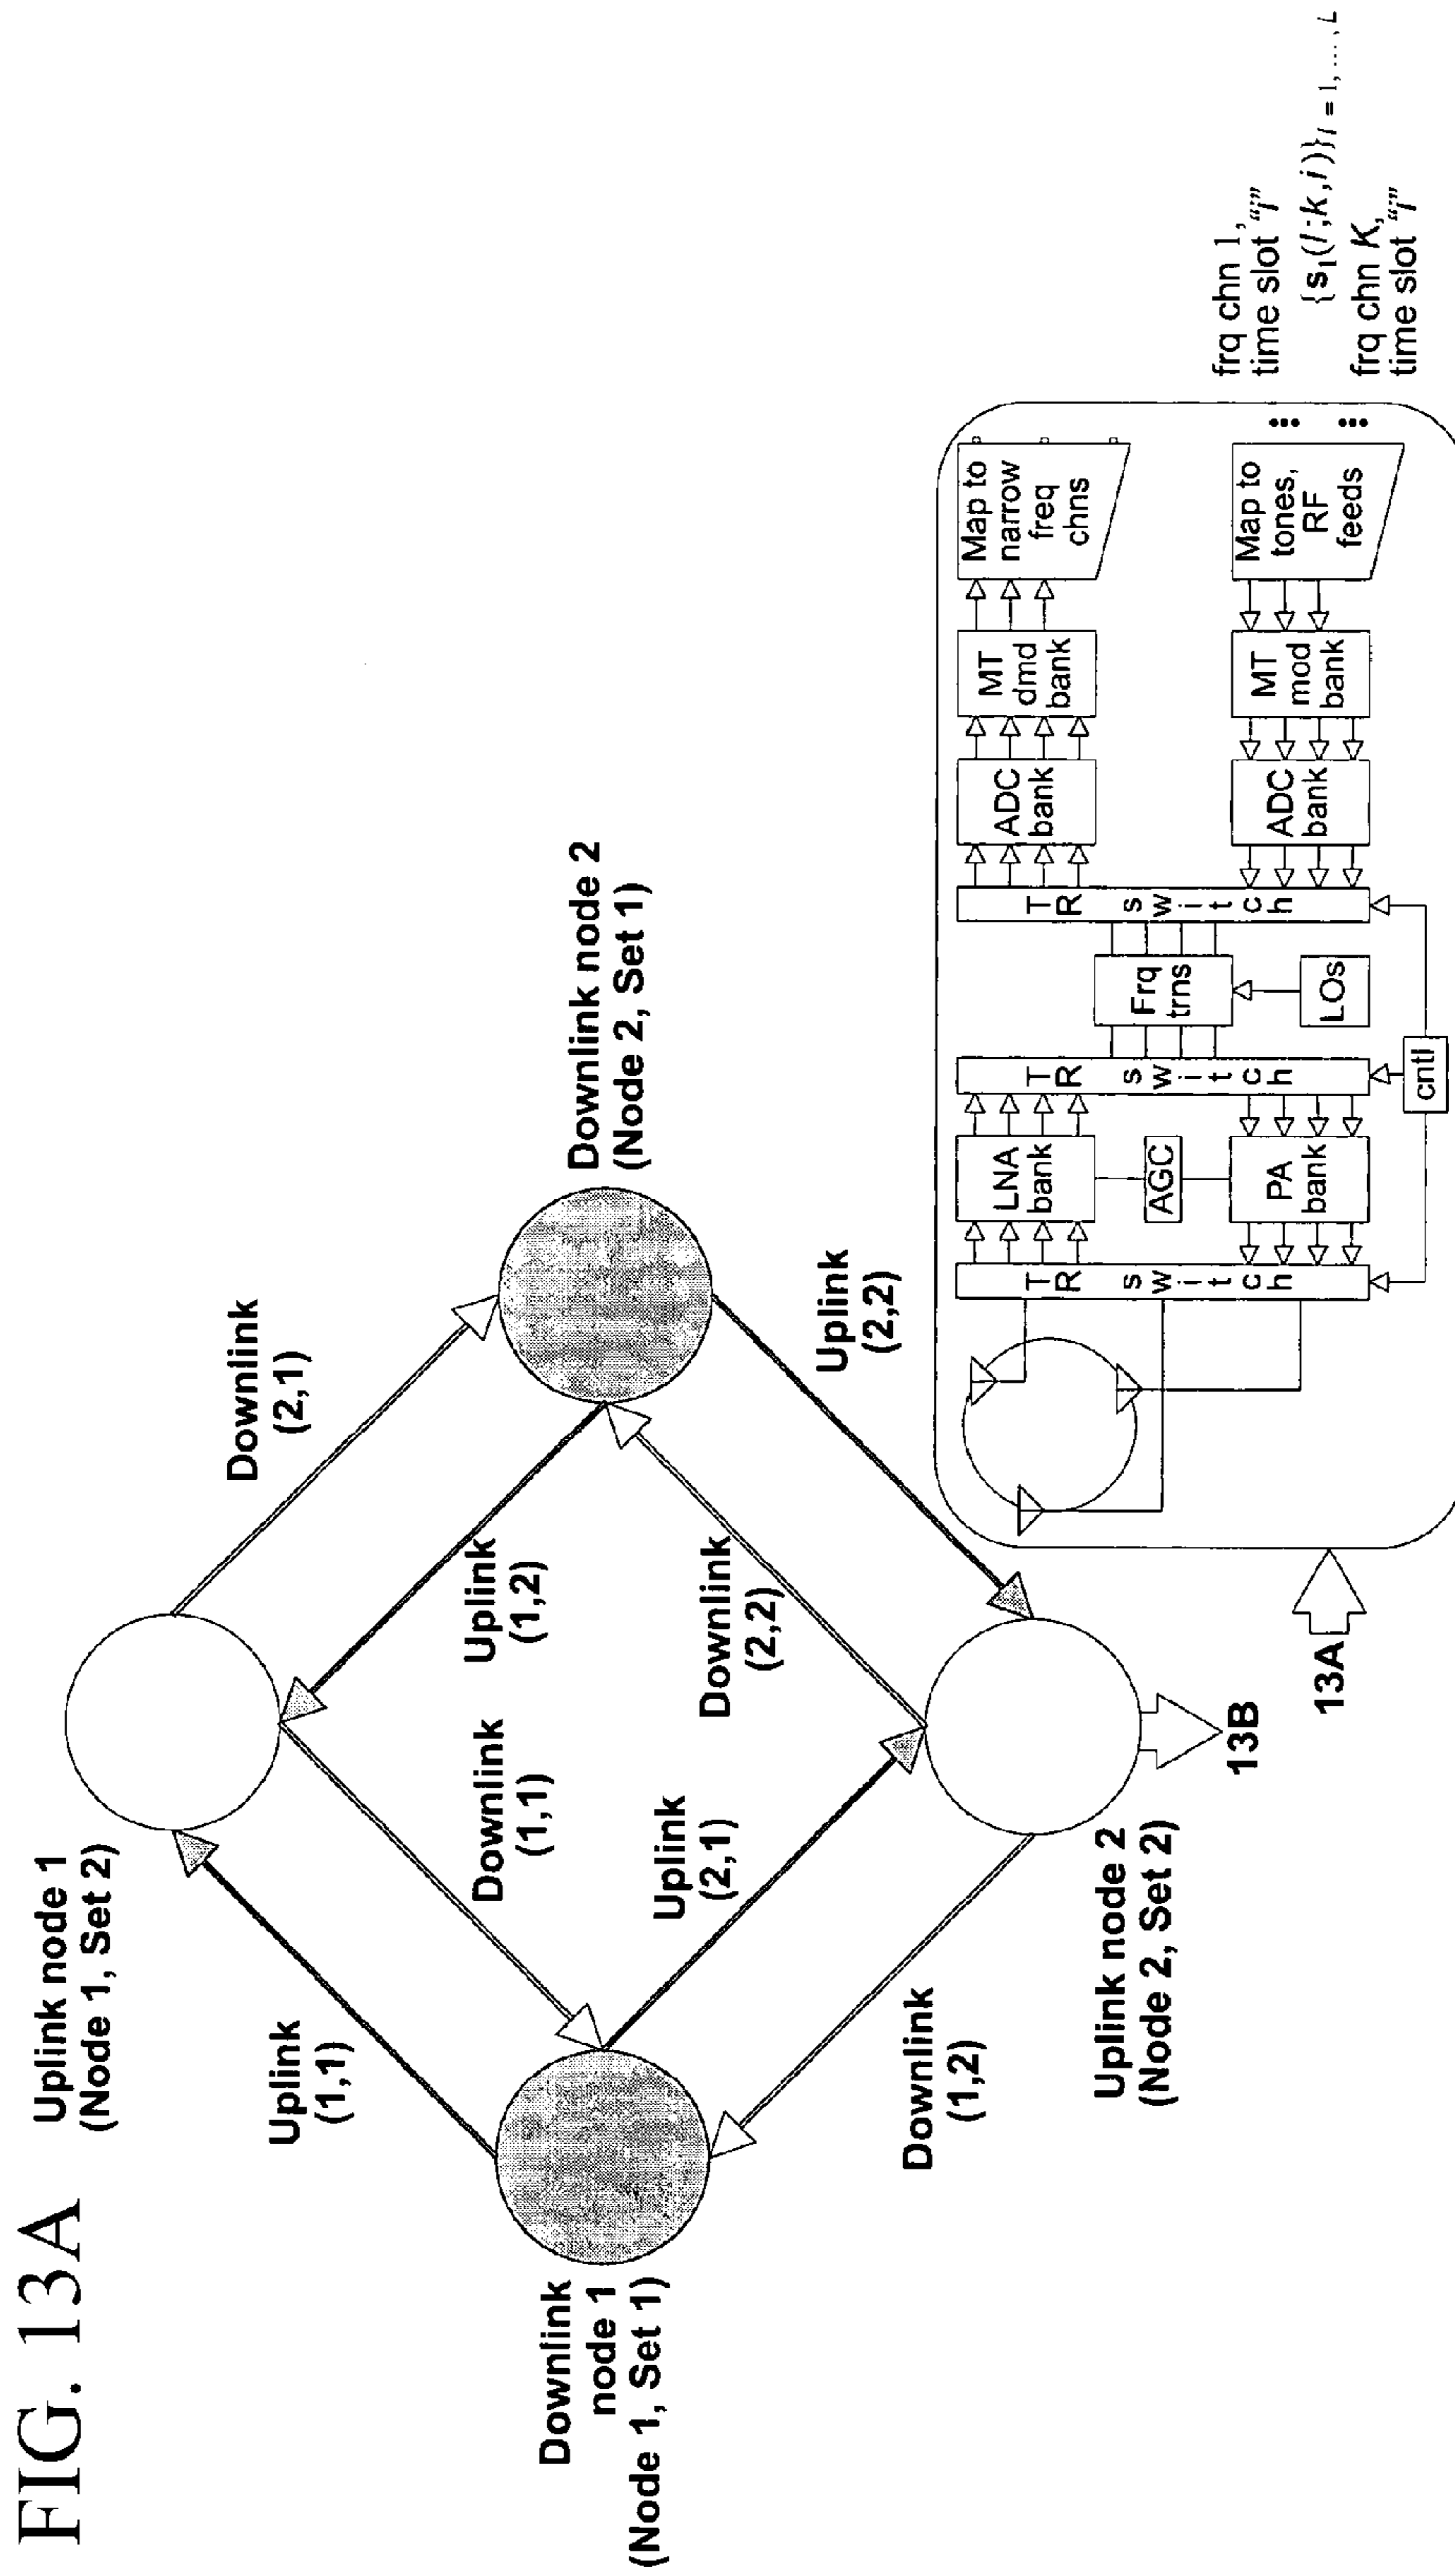 FIG. 13A
Uplink node 1
(Node 1, Set 2)
Uplink
(1,1)
Downlink
(2,1)
Downlink
(1,1)
Uplink
(1,2)
Downlink
node 1
(Node 1, Set 1)
Downlink node 2
(Node 2, Set 1)
Uplink
(2,1)
Downlink
(2,2)
Uplink
(2,2)
Downlink
(1,2)
Uplink node 2
(Node 2, Set 2)
13B
13A
TR switch
LNA
bank
AGC
PA
bank
TR switch
Frq
trns
LOs
cntl
TR switch
ADC
bank
ADC
bank
MT
dmd
bank
MT
mod
bank
Map to
narrow
freq
chns
Map to
tones,
RF
feeds
frq chn 1,
time slot "i"
{s₁(l;k,i)}l = 1,...,L
frq chn K,
time slot "i"